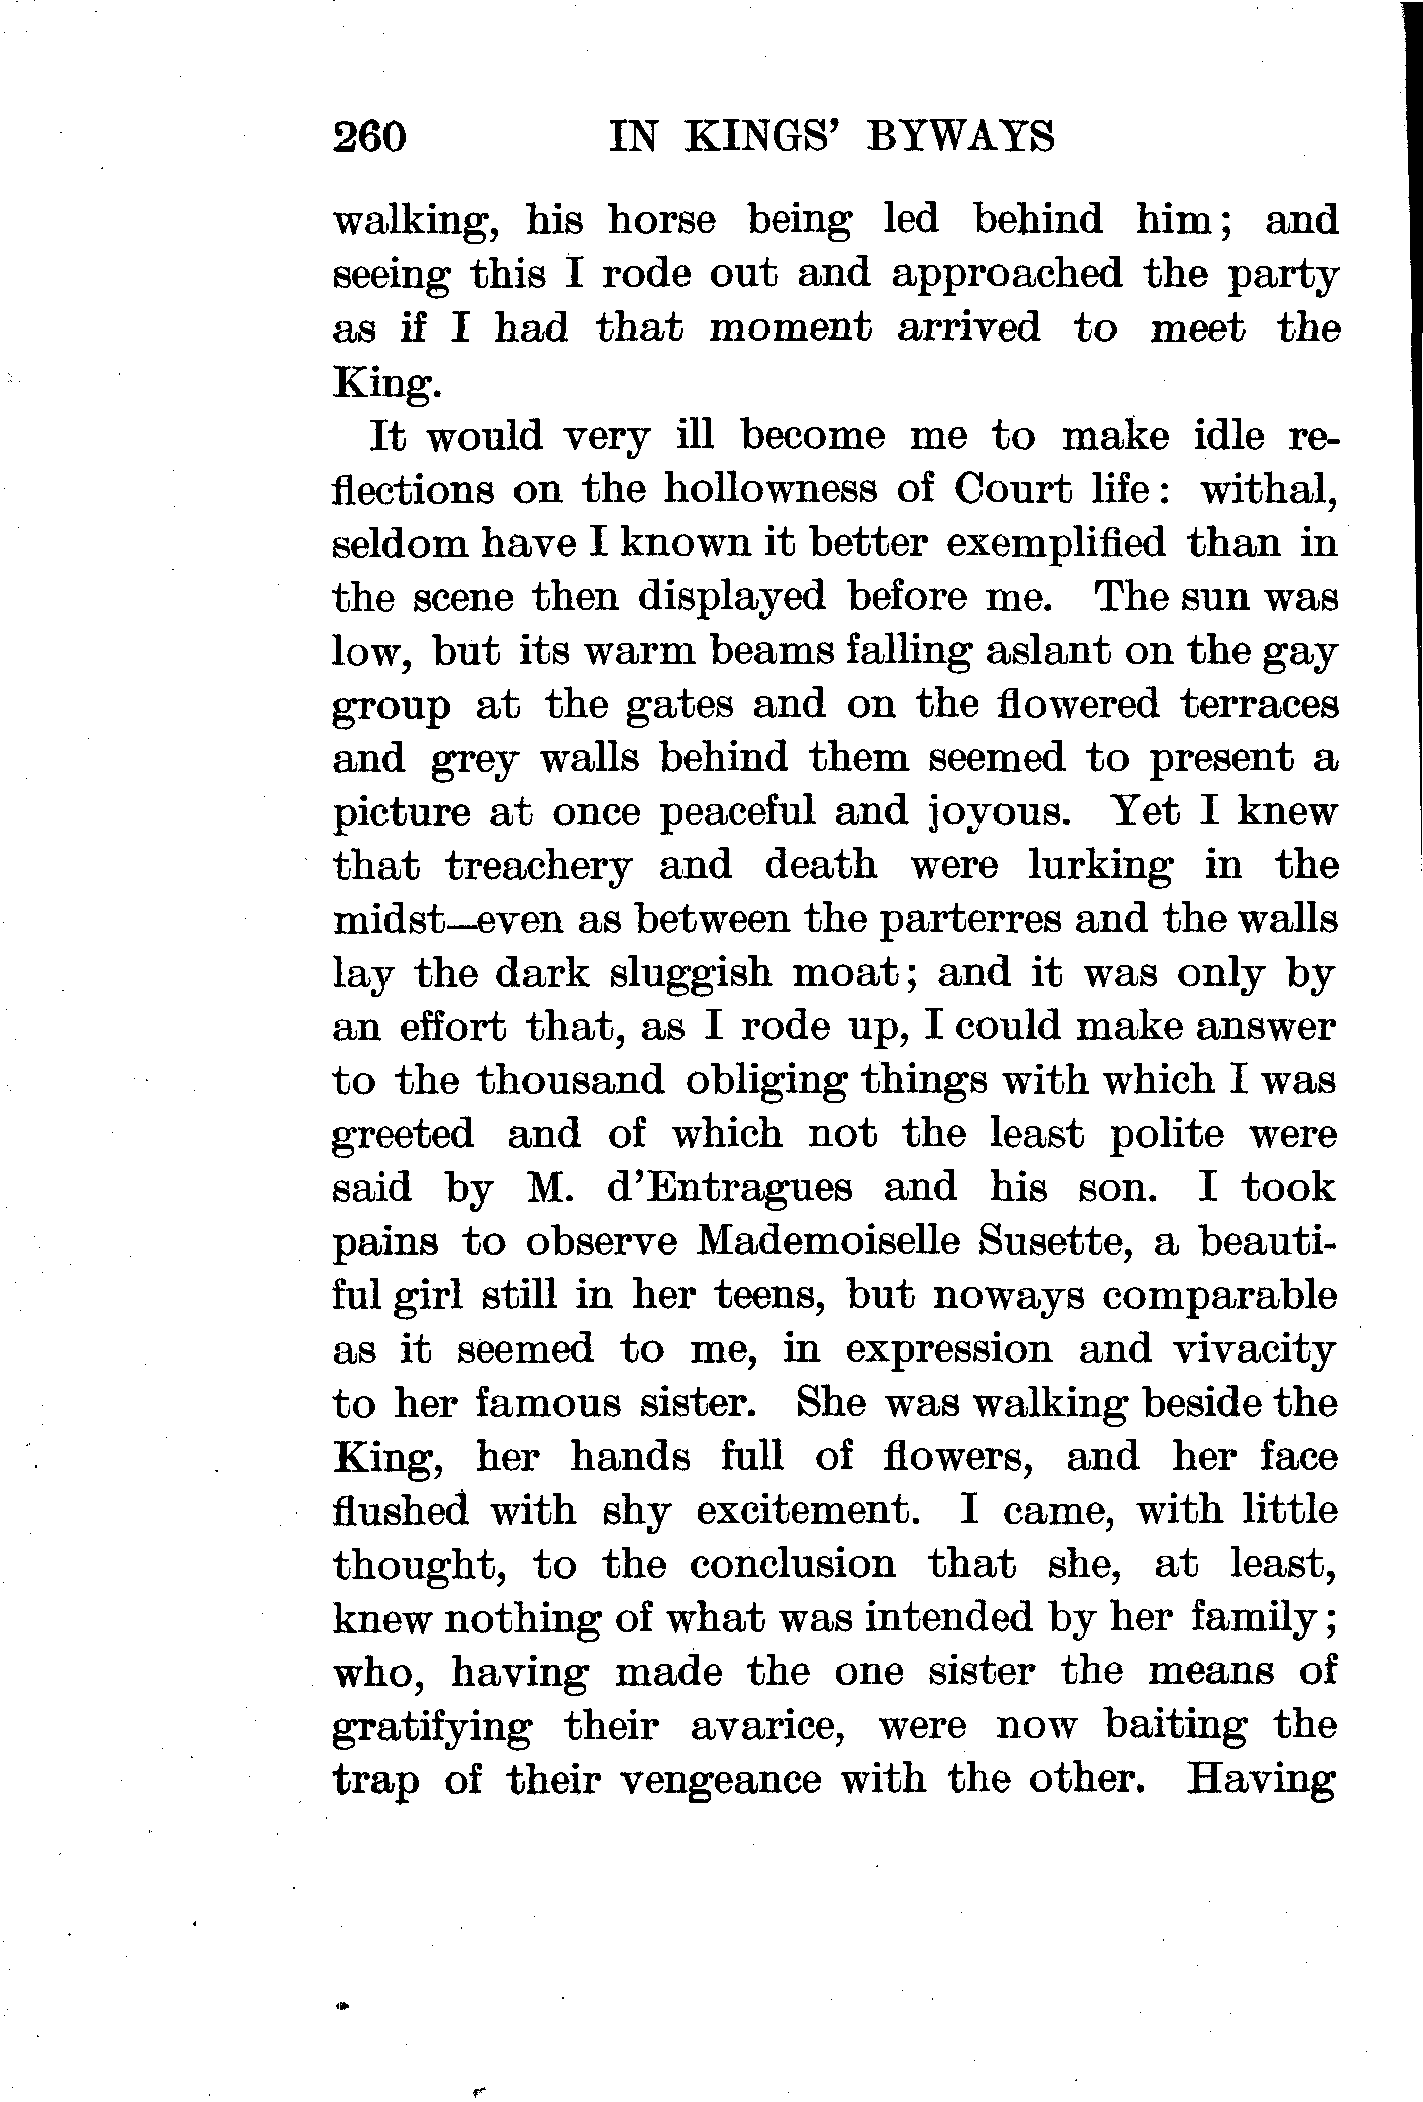 260 IN KINGS' BYWAYS
walking, his horse being led behind him; and
seeing this I rode out and approached the party
as if I had that moment arrived to meet the
King.
It would very ill become me to make idle re-
flections on the hollowness of Court life: withal,
seldom have I known it better exemplified than in
the scene then displayed before me. The sun was
low, but its warm beams falling aslant on the gay
group at the gates and on the flowered terraces
and grey walls behind them seemed to present a
picture at once peaceful and joyous. Yet I knew
that treachery and death were lurking in the
midst—even as between the parterres and the walls
lay the dark sluggish moat; and it was only by
an effort that, as I rode up, I could make answer
to the thousand obliging things with which I was
greeted and of which not the least polite were
said by M. d'Entragues and his son. I took
pains to observe Mademoiselle Susette, a beauti-
ful girl still in her teens, but noways comparable
as it seemed to me, in expression and vivacity
to her famous sister. She was walking beside the
King, her hands full of flowers, and her face
flushed with shy excitement. I came, with little
thought, to the conclusion that she, at least,
knew nothing of what was intended by her family;
who, having made the one sister the means of
gratifying their avarice, were now baiting the
trap of their vengeance with the other. Having